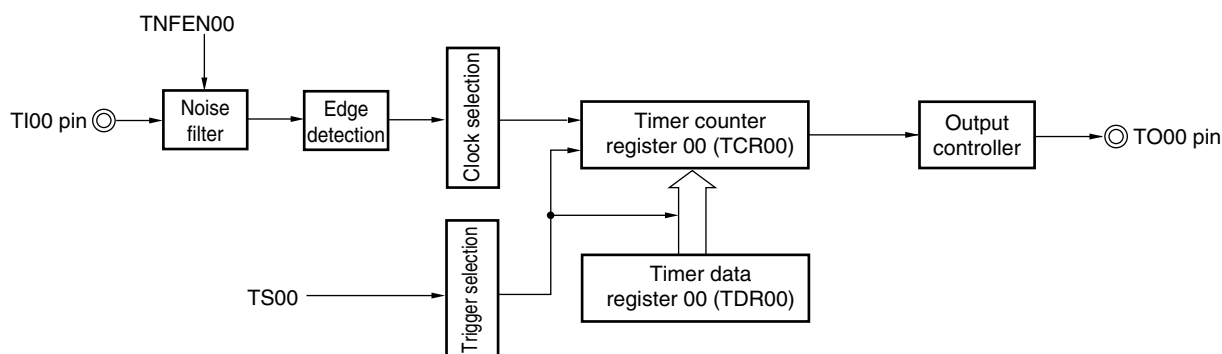 TNFEN00
TI00 pin
Noise
filter
Edge
detection
Clock selection
Timer counter
register 00 (TCR00)
Output
controller
TO00 pin
TS00
Trigger selection
Timer data
register 00 (TDR00)